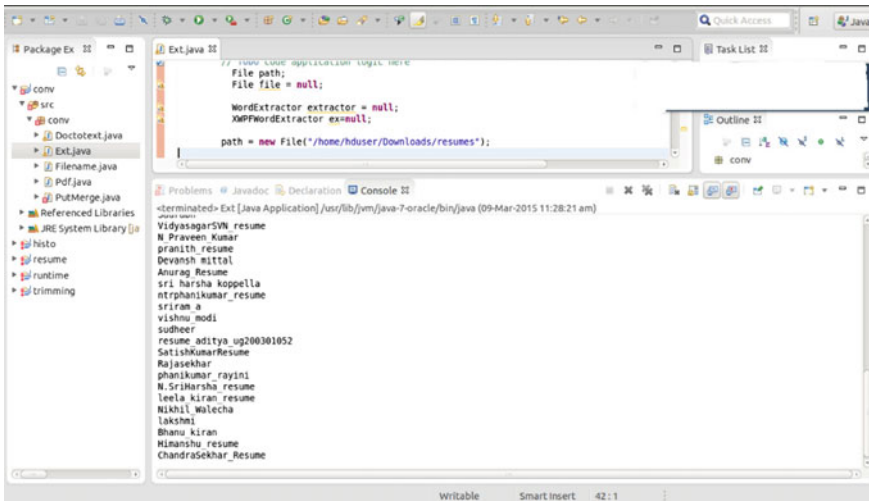 Quick Access
Java
Package Ex
conv
src
conv
Doctotext.java
Ext.java
Filename.java
Pdf.java
PutMerge.java
Referenced Libraries
JRE System Library [ja
histo
resume
runtime
trimming
Ext.java
// TODO code application logic here
File path;
File file = null;
WordExtractor extractor = null;
XWPFWordExtractor ex=null;
path = new File("/home/hduser/Downloads/resumes");
Task List
Outline
conv
Problems @ Javadoc Declaration Console
<terminated> Ext [Java Application] /usr/lib/jvm/java-7-oracle/bin/java (09-Mar-2015 11:28:21 am)
VidyasagarSVN_resume
N_Praveen_Kumar
pranith_resume
Devansh mittal
Anurag_Resume
sri harsha koppella
ntrphanikumar_resume
sriram_a
vishnu_modi
sudheer
resume_aditya_ug200301052
SatishKumarResume
Rajasekhar
phanikumar_rayini
N.SriHarsha_resume
leela_kiran_resume
Nikhil_Walecha
lakshmi
Bhanu_kiran
Himanshu_resume
ChandraSekhar_Resume
Writable Smart Insert 42 : 1